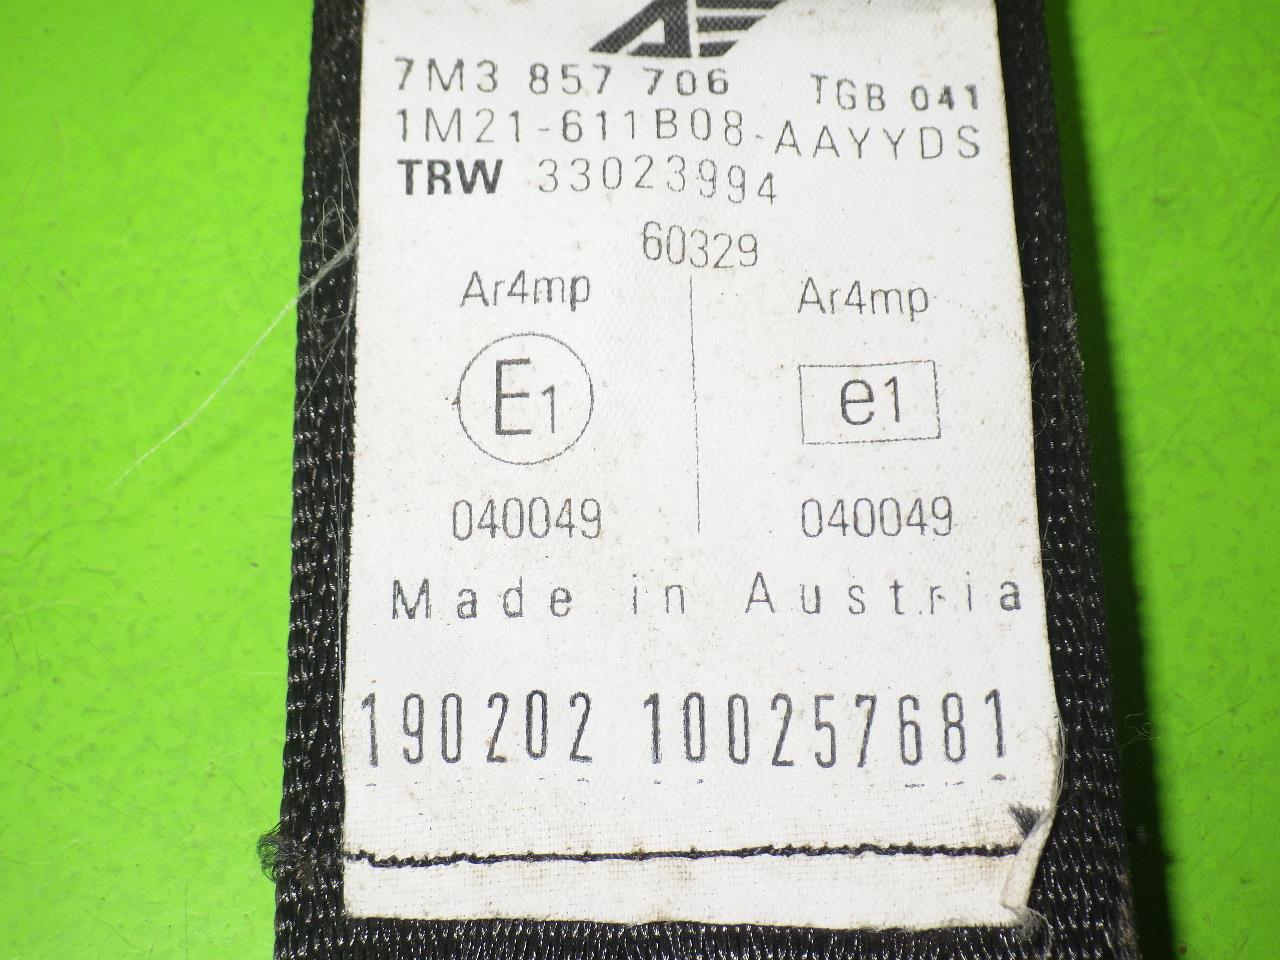 7M3 857 706 TGB 041
1M21-611B08-AAYYDS
TRW 33023994
60329
Ar4mp Ar4mp
E1 e1
040049 040049
Made in Austria
190202 100257681